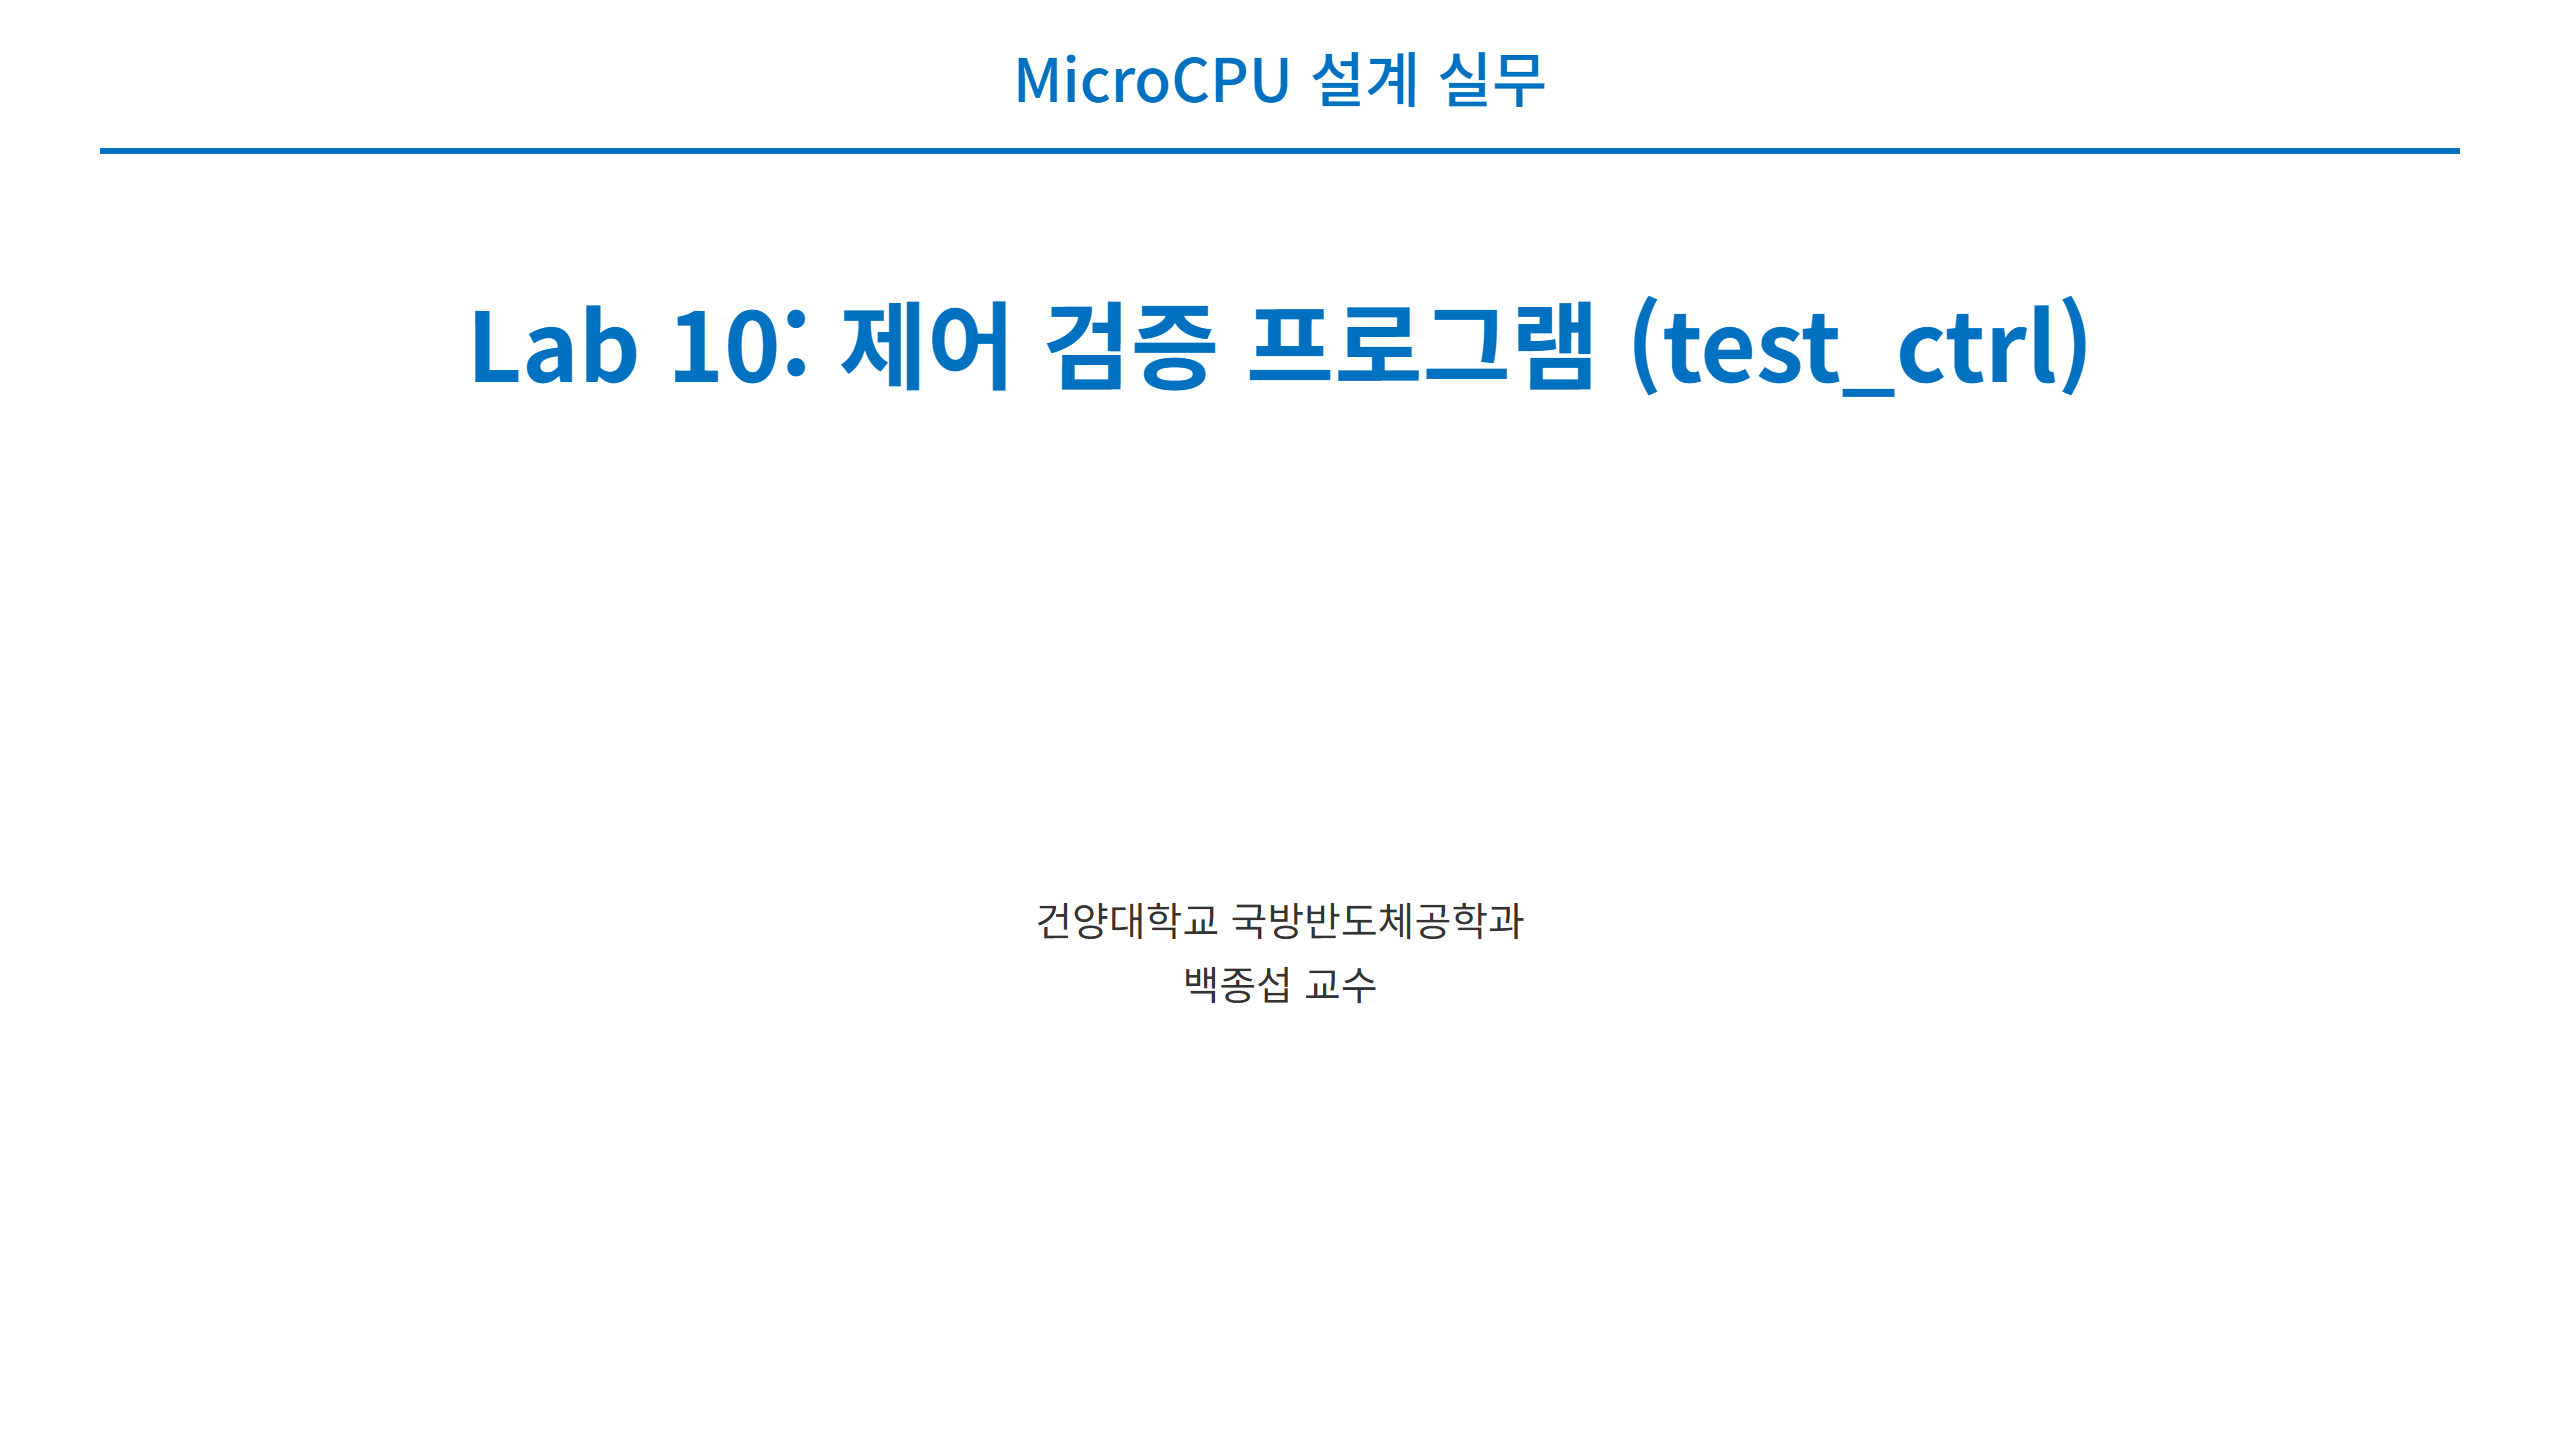 MicroCPU 설계 실무
Lab 10: 제어 검증 프로그램 (test_ctrl)
건양대학교 국방반도체공학과
백종섭 교수